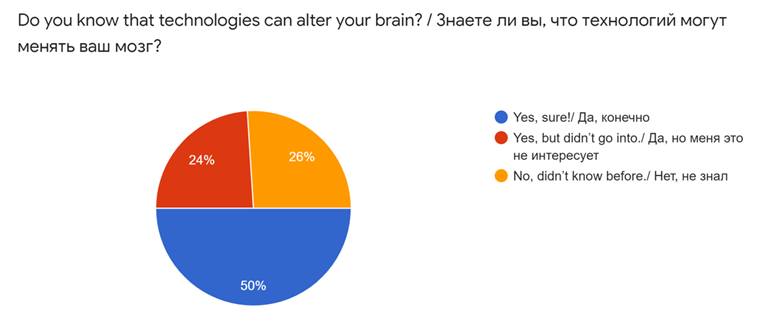 Do you know that technologies can alter your brain? / Знаете ли вы, что технологий могут
менять ваш мозг?
24%
26%
50%
Yes, sure!/ Да, конечно
Yes, but didn't go into./ Да, но меня это
не интересует
No, didn't know before./ Нет, не знал